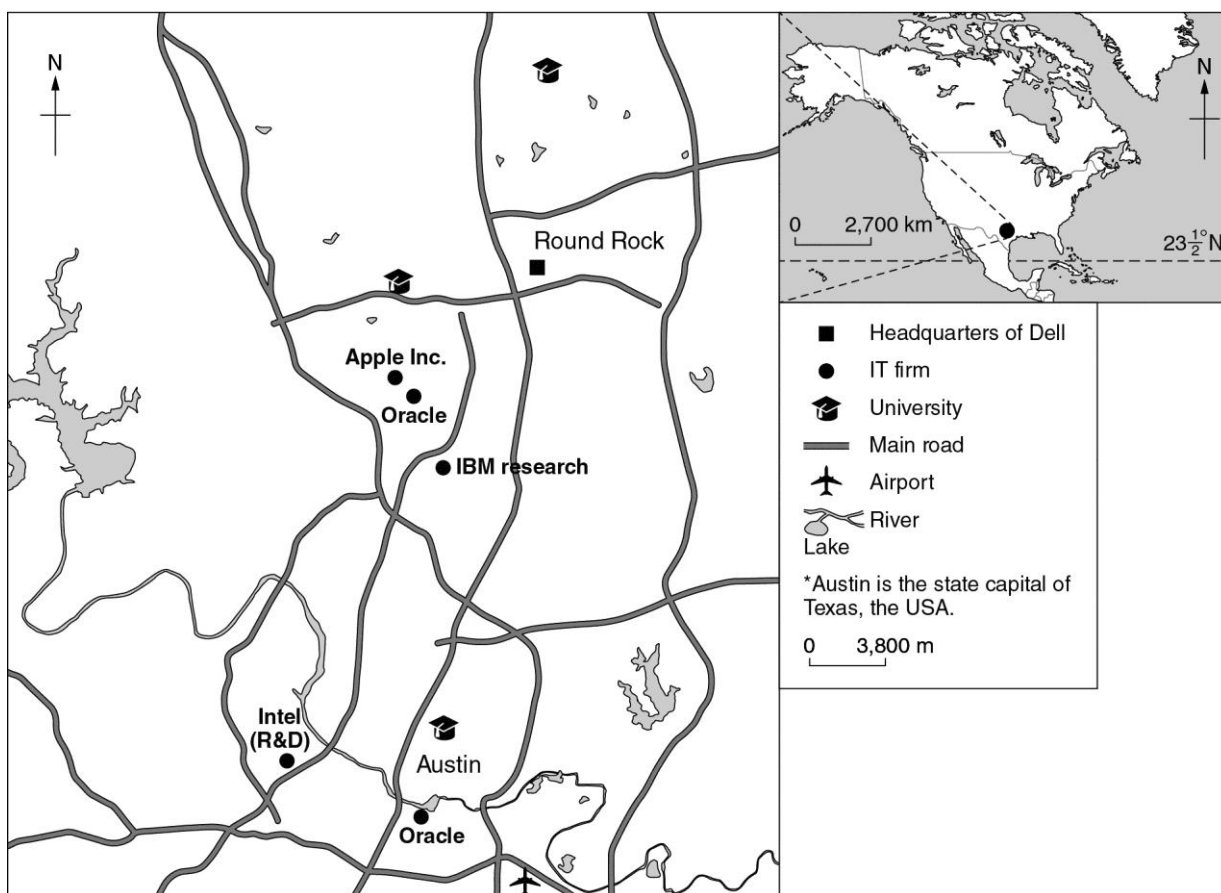 N
Round Rock
Apple Inc.
Oracle
IBM research
Intel
(R&D)
Austin
Oracle
N
0 2,700 km
23½°N
Headquarters of Dell
IT firm
University
Main road
Airport
River
Lake
*Austin is the state capital of
Texas, the USA.
0 3,800 m